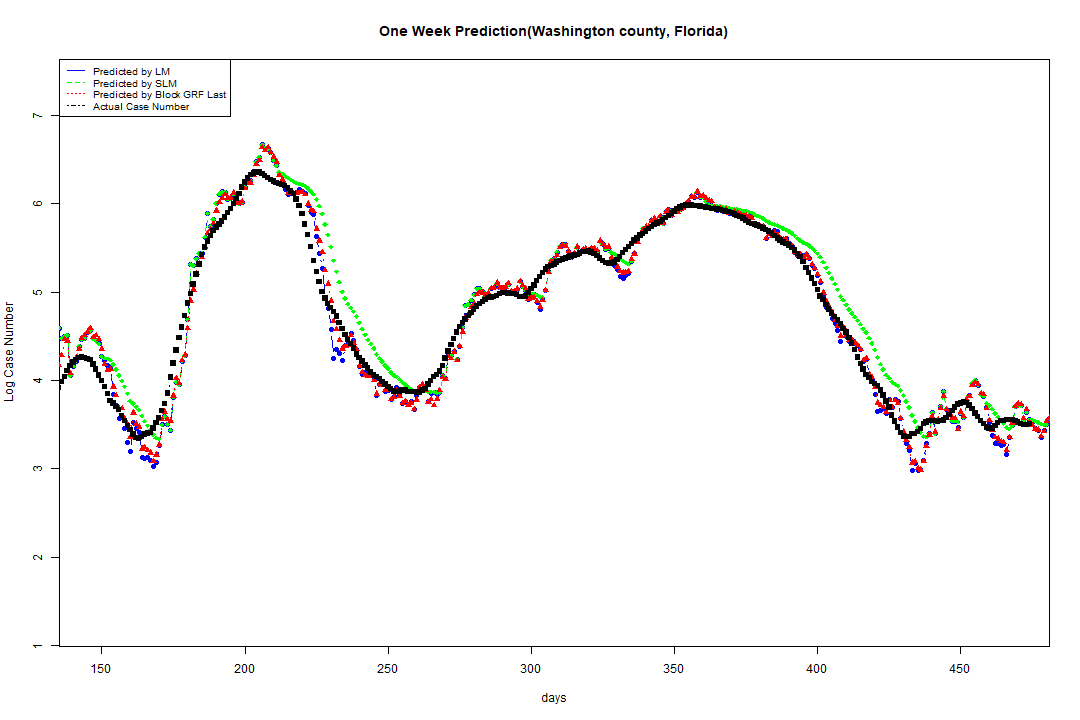 One Week Prediction(Washington county, Florida)
Predicted by LM
Predicted by SLM
Predicted by Block GRF Last
Actual Case Number
7
6
5
4
3
2
1
Log Case Number
150 200 250 300 350 400 450
days